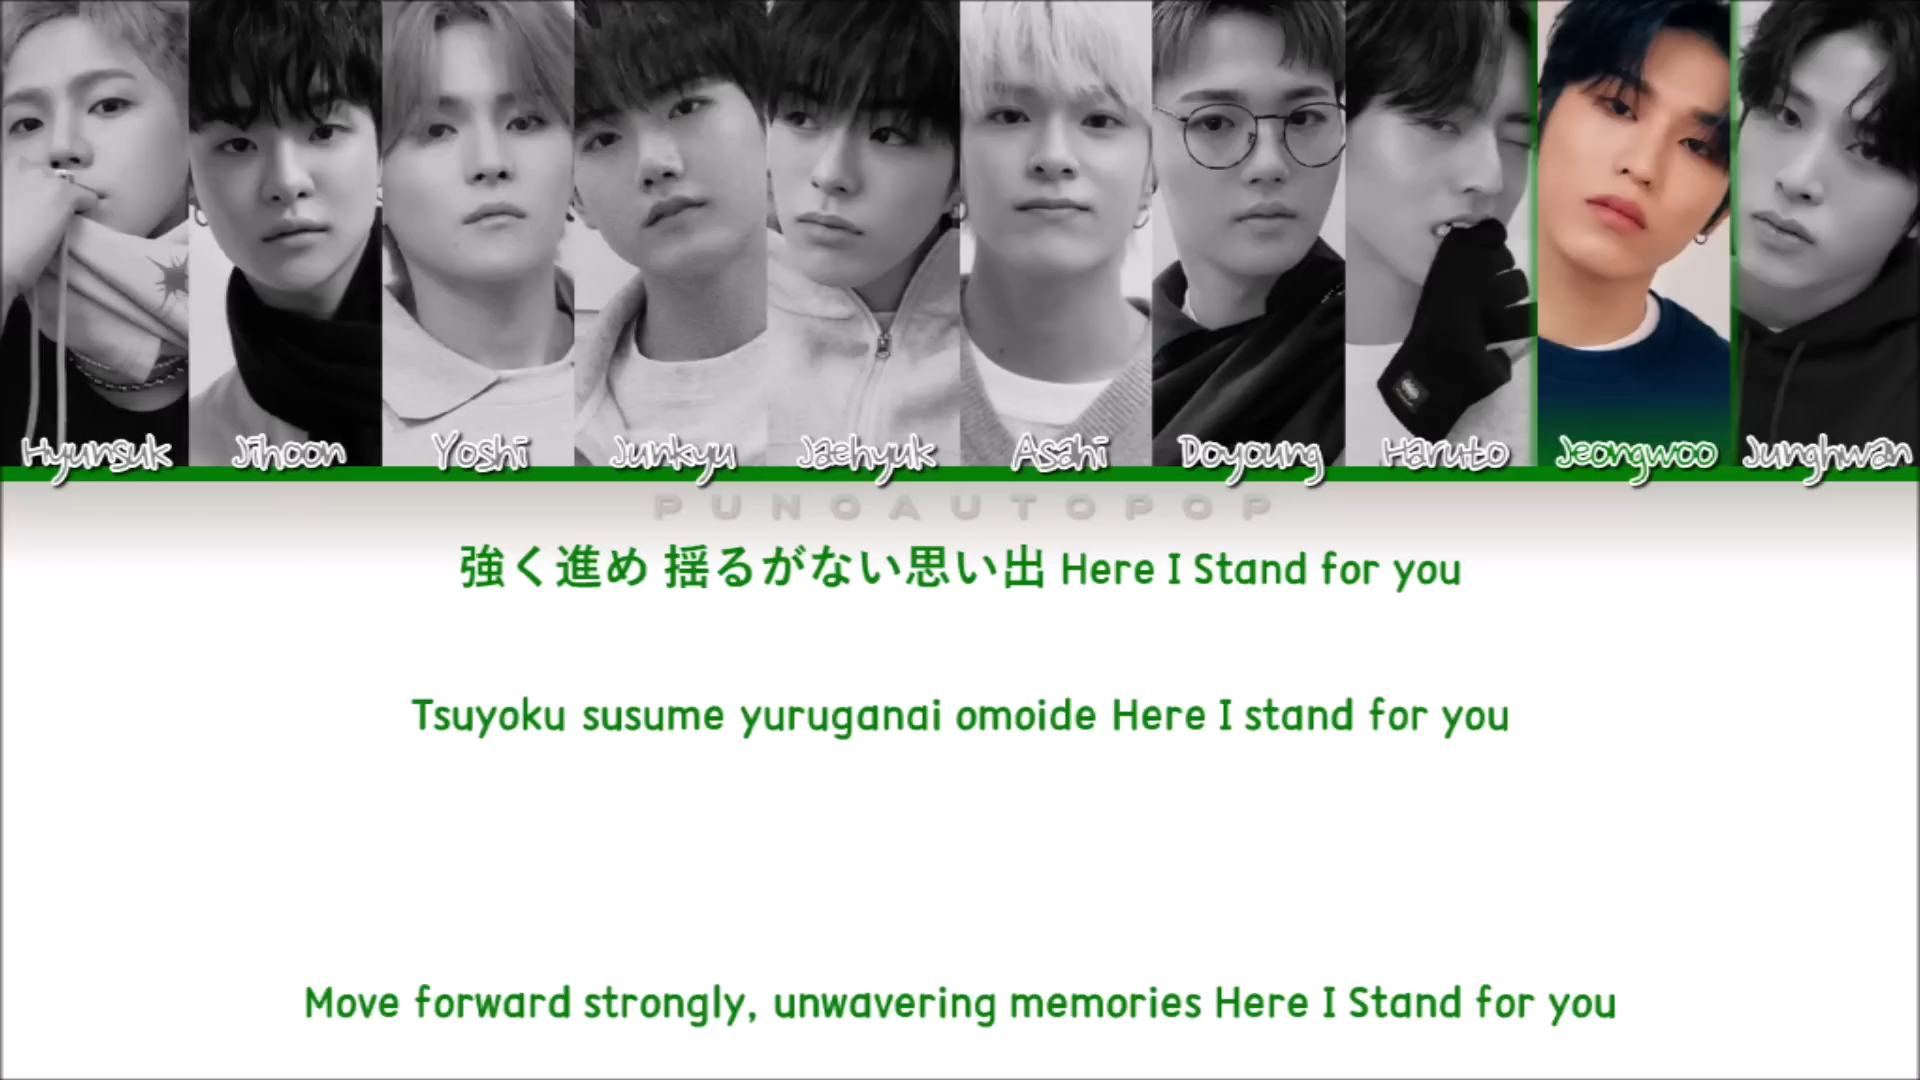 Hyunsuk Jihoon Yoshi Junkyu Jaehyuk Asahi Doyoung Haruto Jeongwoo Junghwan
PUNOAUTOPOP
強く進め 揺るがない思い出 Here I Stand for you
Tsuyoku susume yuruganai omoide Here I stand for you
Move forward strongly, unwavering memories Here I Stand for you